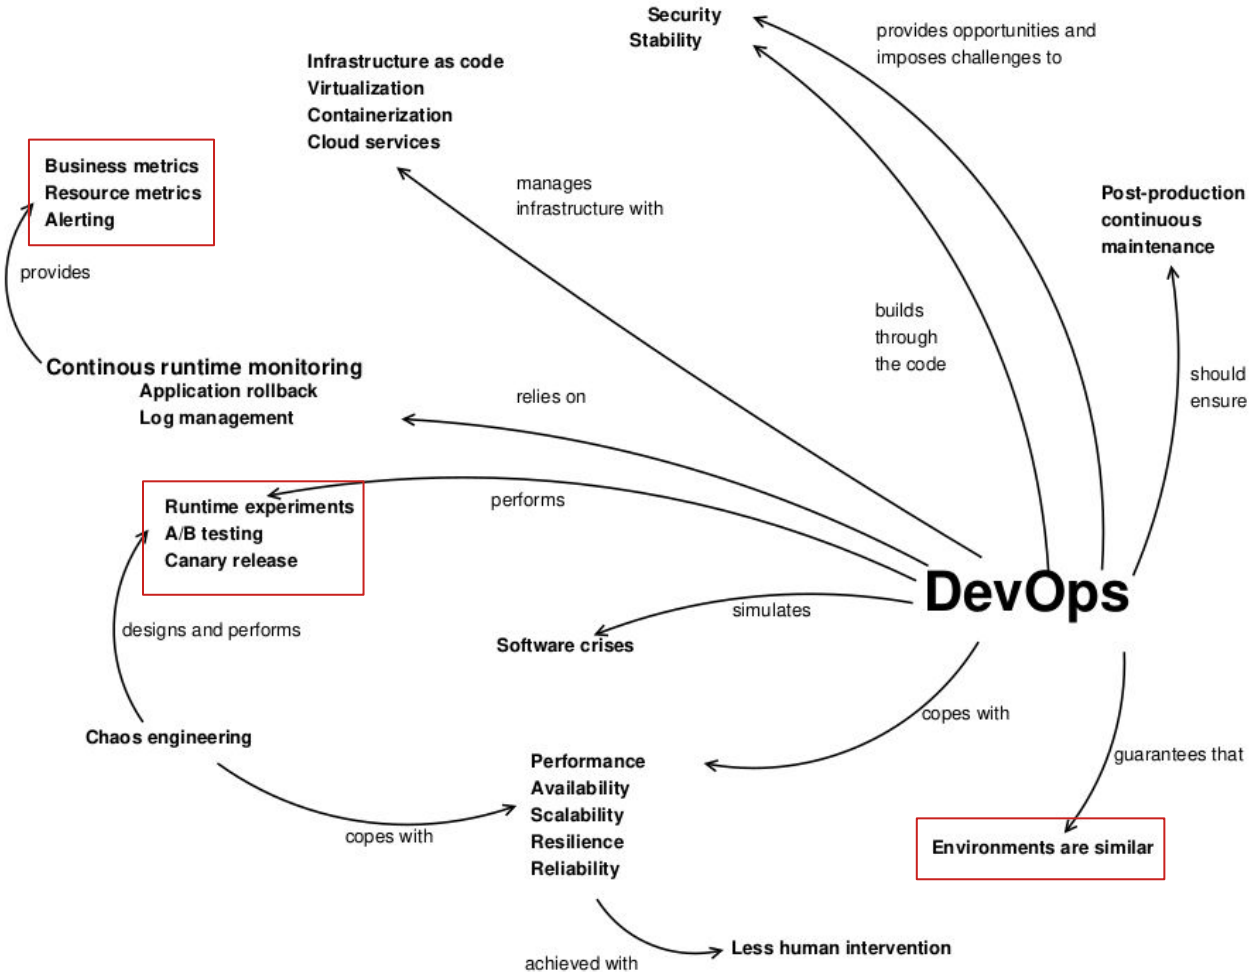 Security
Stability
provides opportunities and
imposes challenges to
Infrastructure as code
Virtualization
Containerization
Cloud services
Business metrics
Resource metrics
Alerting
manages
infrastructure with
Post-production
continuous
maintenance
provides
builds
through
the code
should
ensure
Continous runtime monitoring
Application rollback
Log management
relies on
Runtime experiments
A/B testing
Canary release
performs
DevOps
simulates
designs and performs
Software crises
copes with
Chaos engineering
guarantees that
Performance
Availability
Scalability
Resilience
Reliability
copes with
Environments are similar
Less human intervention
achieved with